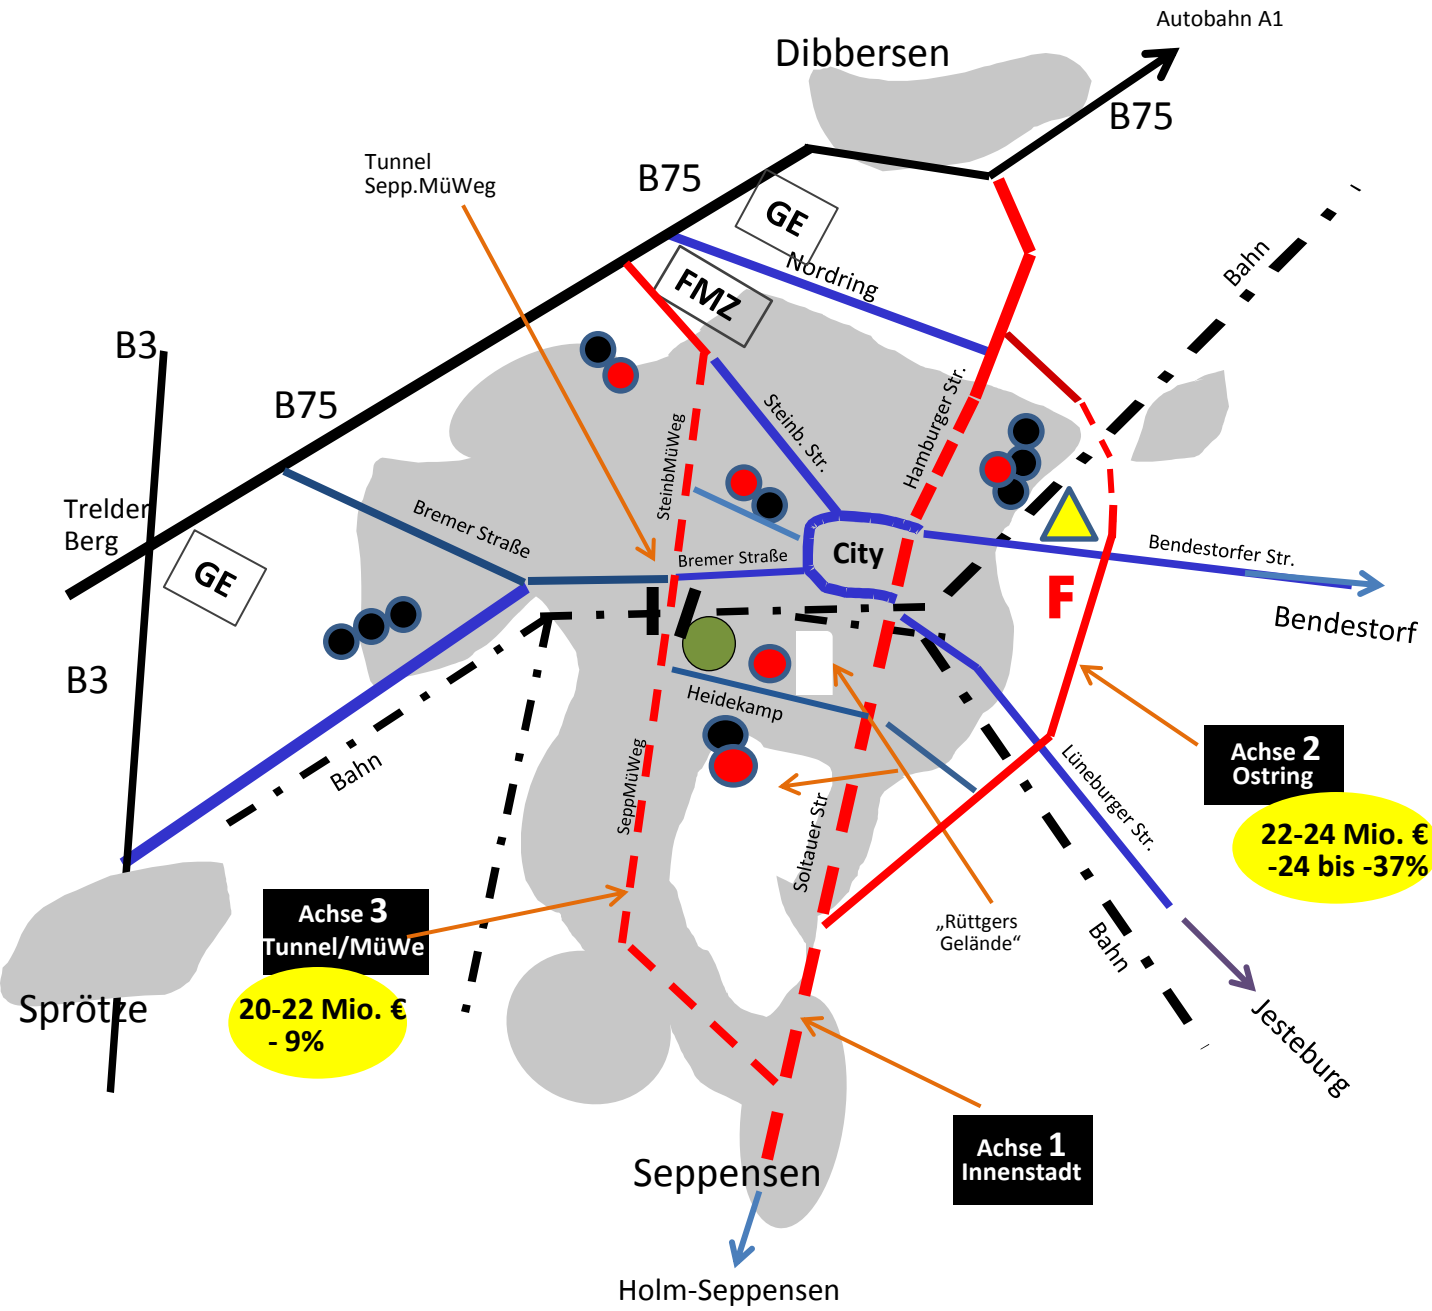 Autobahn A1
Dibbersen
B75
Tunnel
Sepp.MüWeg
B75
GE
Bahn
Nordring
FMZ
B3
B75
Hamburger Str.
Steinb. Str.
SteinbMüWeg
Trelder
Berg
Bremer Straße
GE
Bremer Straße
City
Bendestorfer Str.
F
Bendestorf
B3
Heidekamp
Bahn
SeppMüWeg
Soltauer Str
Lüneburger Str.
Achse 2
Ostring
22-24 Mio. €
-24 bis -37%
Achse 3
Tunnel/MüWe
„Rüttgers
Gelände“
Bahn
Sprötze
20-22 Mio. €
- 9%
Jesteburg
Achse 1
Innenstadt
Seppensen
Holm-Seppensen